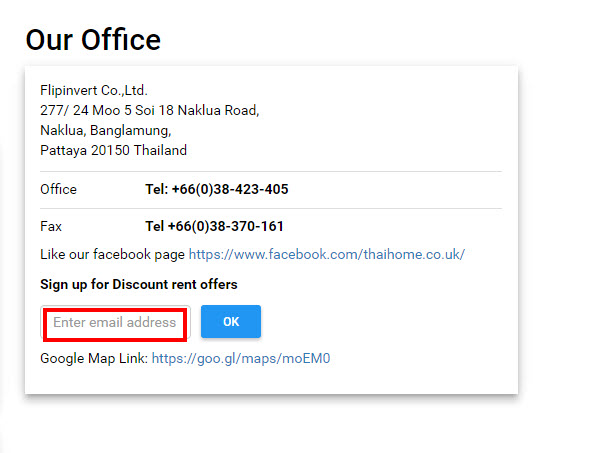 Our Office
Flipinvert Co.,Ltd.
277/ 24 Moo 5 Soi 18 Naklua Road,
Naklua, Banglamung,
Pattaya 20150 Thailand
Office Tel: +66(0)38-423-405
Fax Tel +66(0)38-370-161
Like our facebook page https://www.facebook.com/thaihome.co.uk/
Sign up for Discount rent offers
Enter email address OK
Google Map Link: https://goo.gl/maps/moEM0